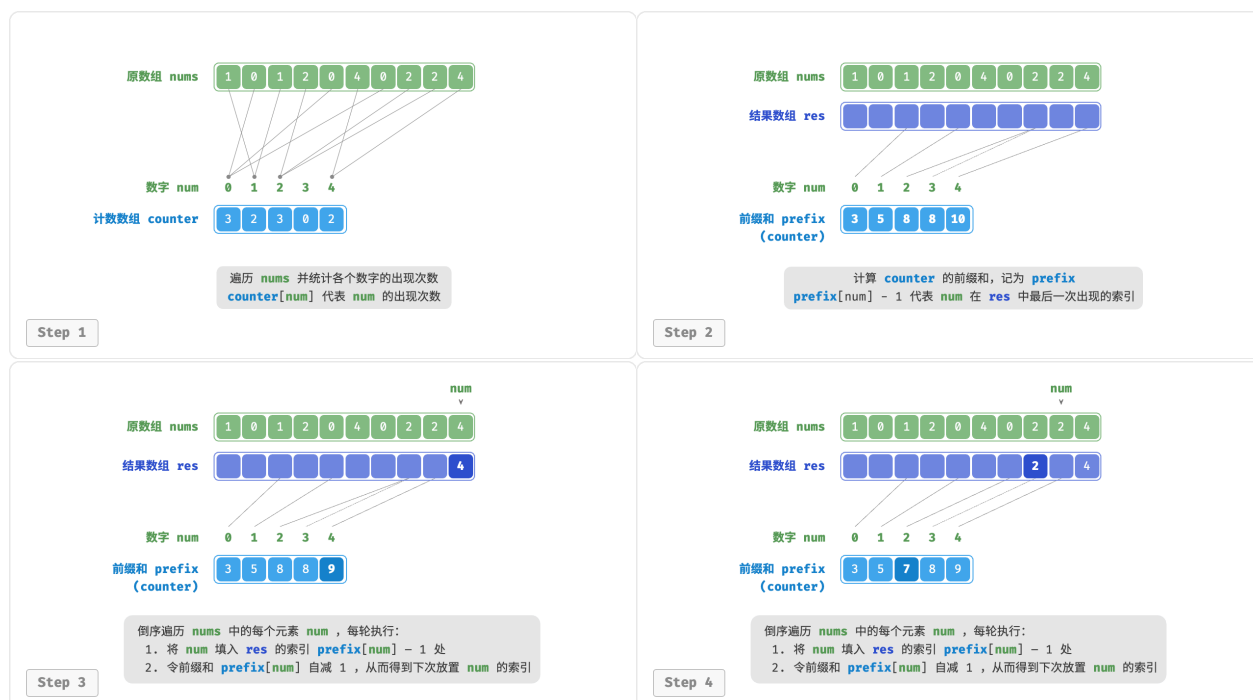 原数组 nums 1 0 1 2 0 4 0 2 2 4
数字 num 0 1 2 3 4
计数数组 counter 3 2 3 0 2
遍历 nums 并统计各个数字的出现次数
counter[num] 代表 num 的出现次数
Step 1
原数组 nums 1 0 1 2 0 4 0 2 2 4
结果数组 res
数字 num 0 1 2 3 4
前缀和 prefix 3 5 8 8 10
(counter)
计算 counter 的前缀和，记为 prefix
prefix[num] - 1 代表 num 在 res 中最后一次出现的索引
Step 2
num
原数组 nums 1 0 1 2 0 4 0 2 2 4
结果数组 res 4
数字 num 0 1 2 3 4
前缀和 prefix 3 5 8 8 9
(counter)
倒序遍历 nums 中的每个元素 num ，每轮执行：
1. 将 num 填入 res 的索引 prefix[num] - 1 处
2. 令前缀和 prefix[num] 自减 1 ，从而得到下次放置 num 的索引
Step 3
num
原数组 nums 1 0 1 2 0 4 0 2 2 4
结果数组 res 2 4
数字 num 0 1 2 3 4
前缀和 prefix 3 5 7 8 9
(counter)
倒序遍历 nums 中的每个元素 num ，每轮执行：
1. 将 num 填入 res 的索引 prefix[num] - 1 处
2. 令前缀和 prefix[num] 自减 1 ，从而得到下次放置 num 的索引
Step 4